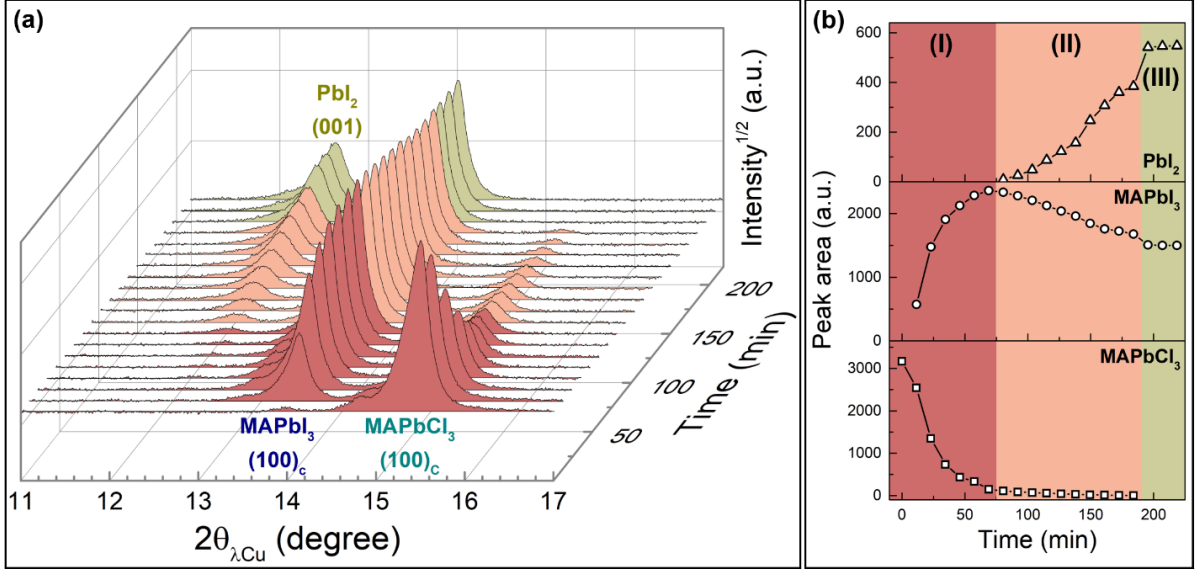 (a)
PbI2
(001)
Intensity1/2 (a.u.)
200
150
100
50
Time (min)
MAPbI3
(100)C
MAPbCl3
(100)C
11 12 13 14 15 16 17
2θλCu (degree)
(b)
(I) (II) (III)
600
400
200
0
PbI2
MAPbI3
2000
1000
0
MAPbCl3
3000
2000
1000
0
Peak area (a.u.)
0 50 100 150 200
Time (min)